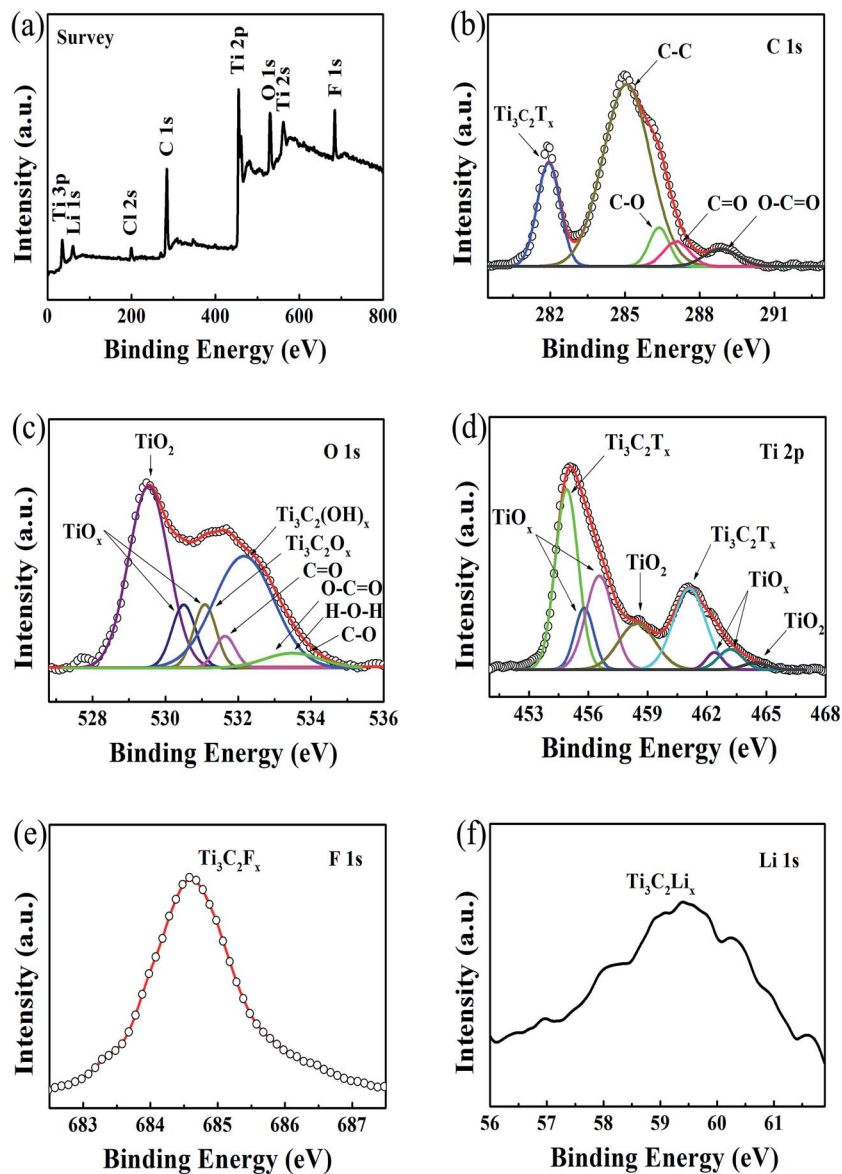 (a)
Survey
Ti 3p
Li 1s
Cl 2s
C 1s
Ti 2p
O 1s
Ti 2s
F 1s
Intensity (a.u.)
0 200 400 600 800
Binding Energy (eV)
(b)
C 1s
Ti₃C₂Tₓ
C-C
C-O
C=O
O-C=O
Intensity (a.u.)
282 285 288 291
Binding Energy (eV)
(c)
O 1s
TiO₂
TiOₓ
Ti₃C₂(OH)ₓ
Ti₃C₂Oₓ
C=O
O-C=O
H-O-H
C-O
Intensity (a.u.)
528 530 532 534 536
Binding Energy (eV)
(d)
Ti 2p
Ti₃C₂Tₓ
TiOₓ
TiO₂
Ti₃C₂Tₓ
TiOₓ
TiO₂
Intensity (a.u.)
453 456 459 462 465 468
Binding Energy (eV)
(e)
Ti₃C₂Fₓ
F 1s
Intensity (a.u.)
683 684 685 686 687
Binding Energy (eV)
(f)
Li 1s
Ti₃C₂Liₓ
Intensity (a.u.)
56 57 58 59 60 61
Binding Energy (eV)